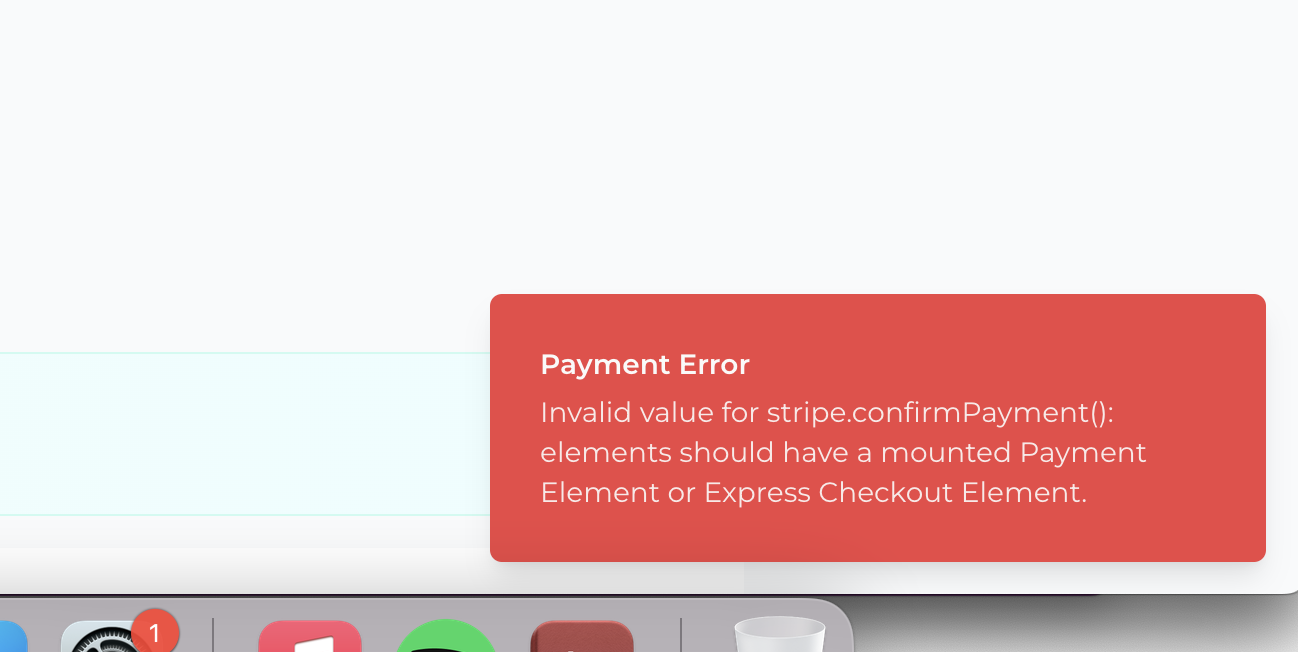 Payment Error
Invalid value for stripe.confirmPayment():
elements should have a mounted Payment
Element or Express Checkout Element.
1